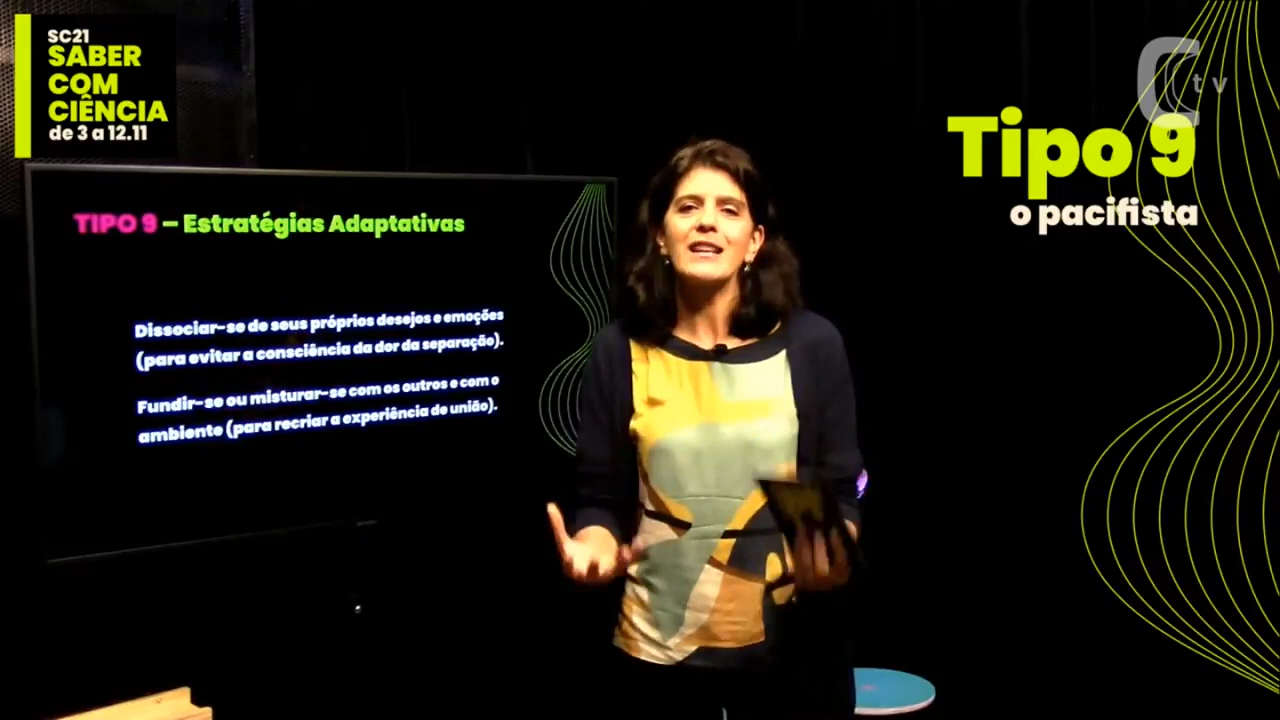 SC21
SABER
COM
CIÊNCIA
de 3 a 12.11
tv
Tipo 9
o pacifista
TIPO 9 – Estratégias Adaptativas
Dissociar-se de seus próprios desejos e emoções
(para evitar a consciência da dor da separação).
Fundir-se ou misturar-se com os outros e com o
ambiente (para recriar a experiência de união).